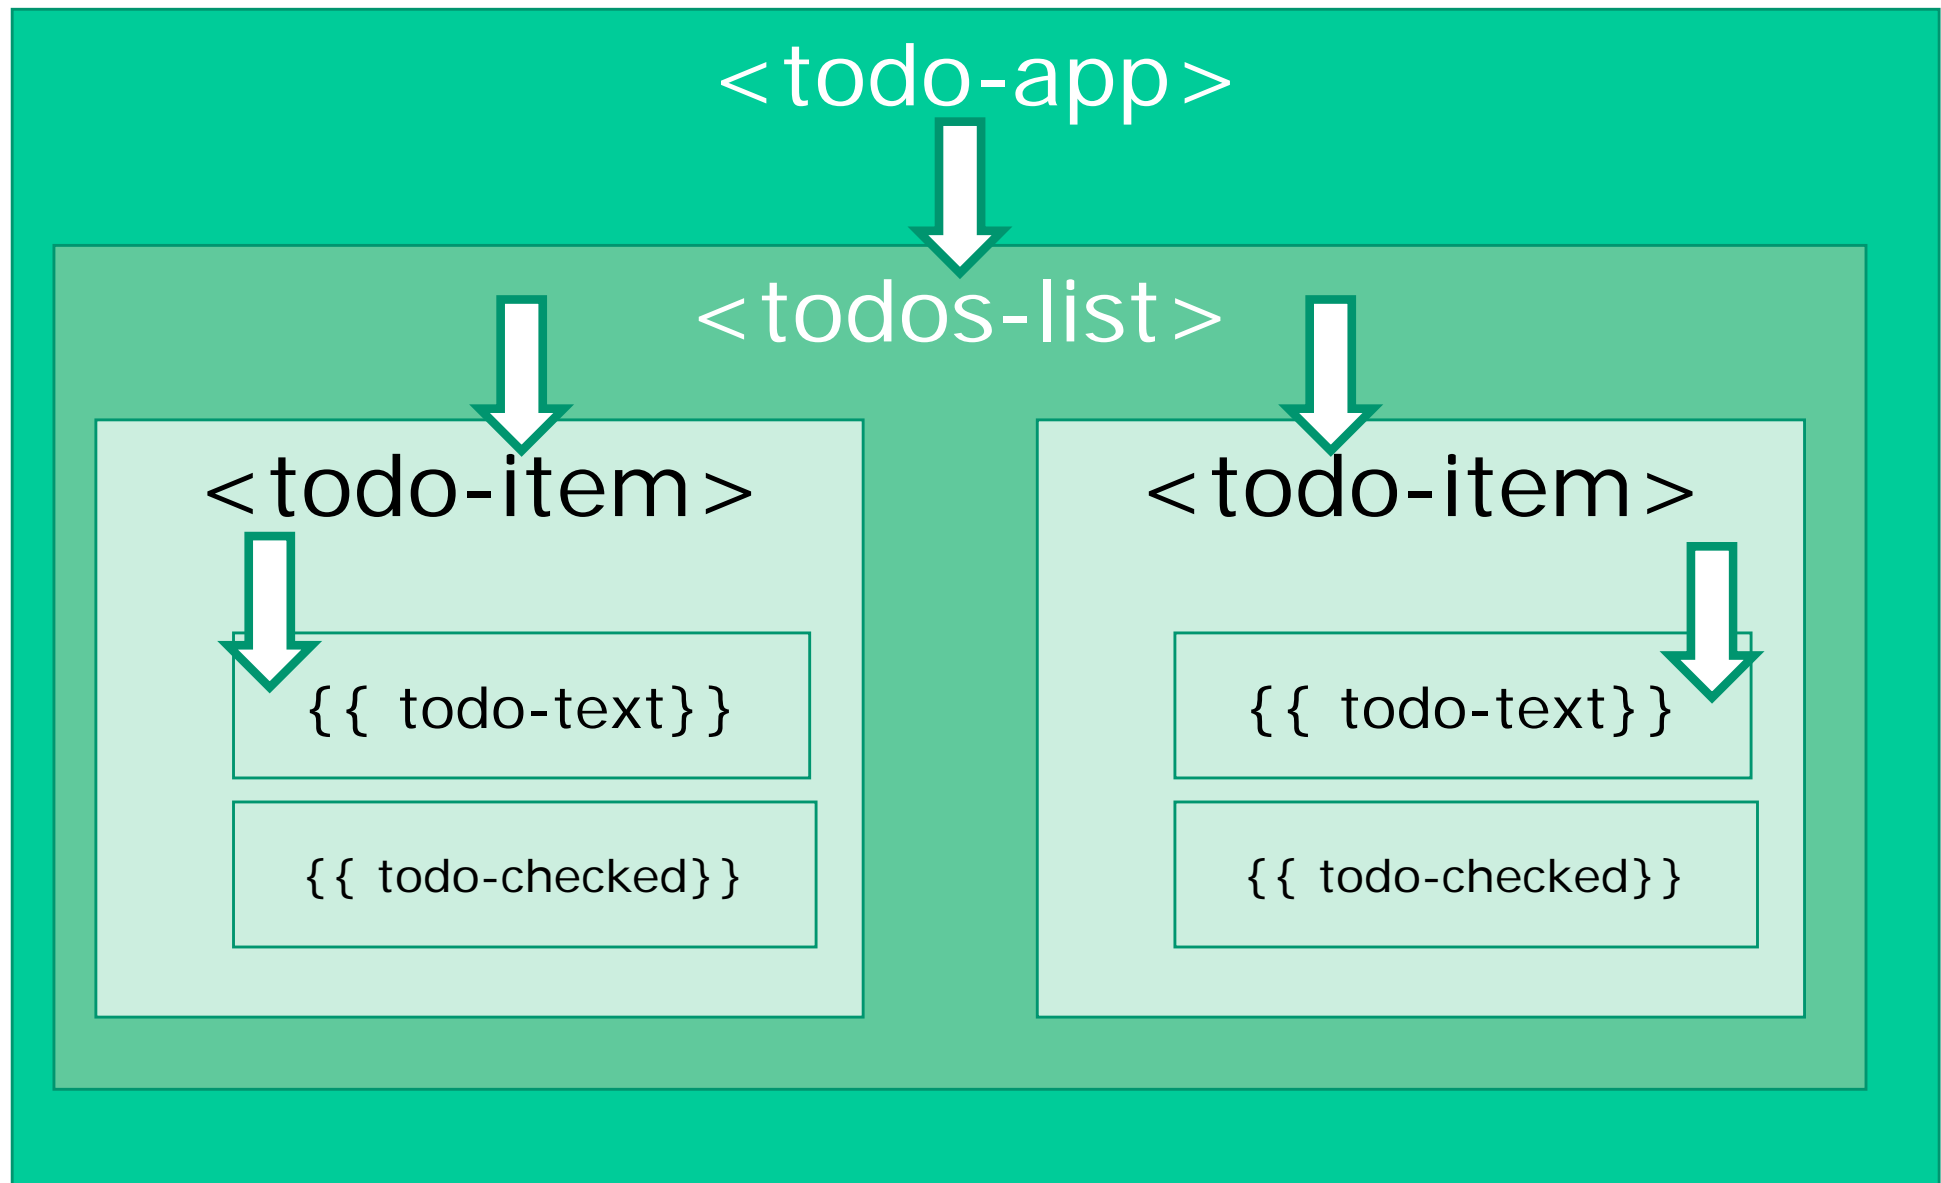 <todo-app>
<todos-list>
<todo-item>
{{ todo-text}}
{{ todo-checked}}
<todo-item>
{{ todo-text}}
{{ todo-checked}}